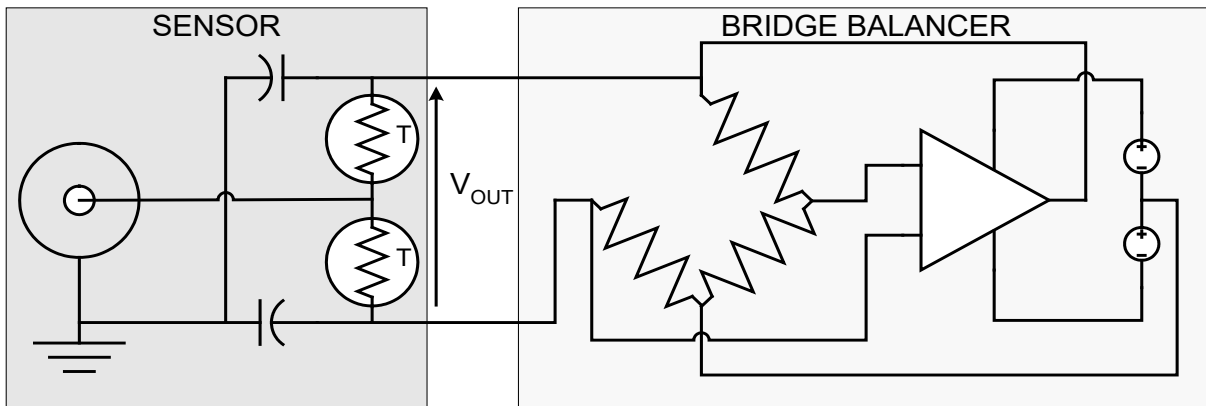 SENSOR
BRIDGE BALANCER
T
VOUT
T
+
-
+
-